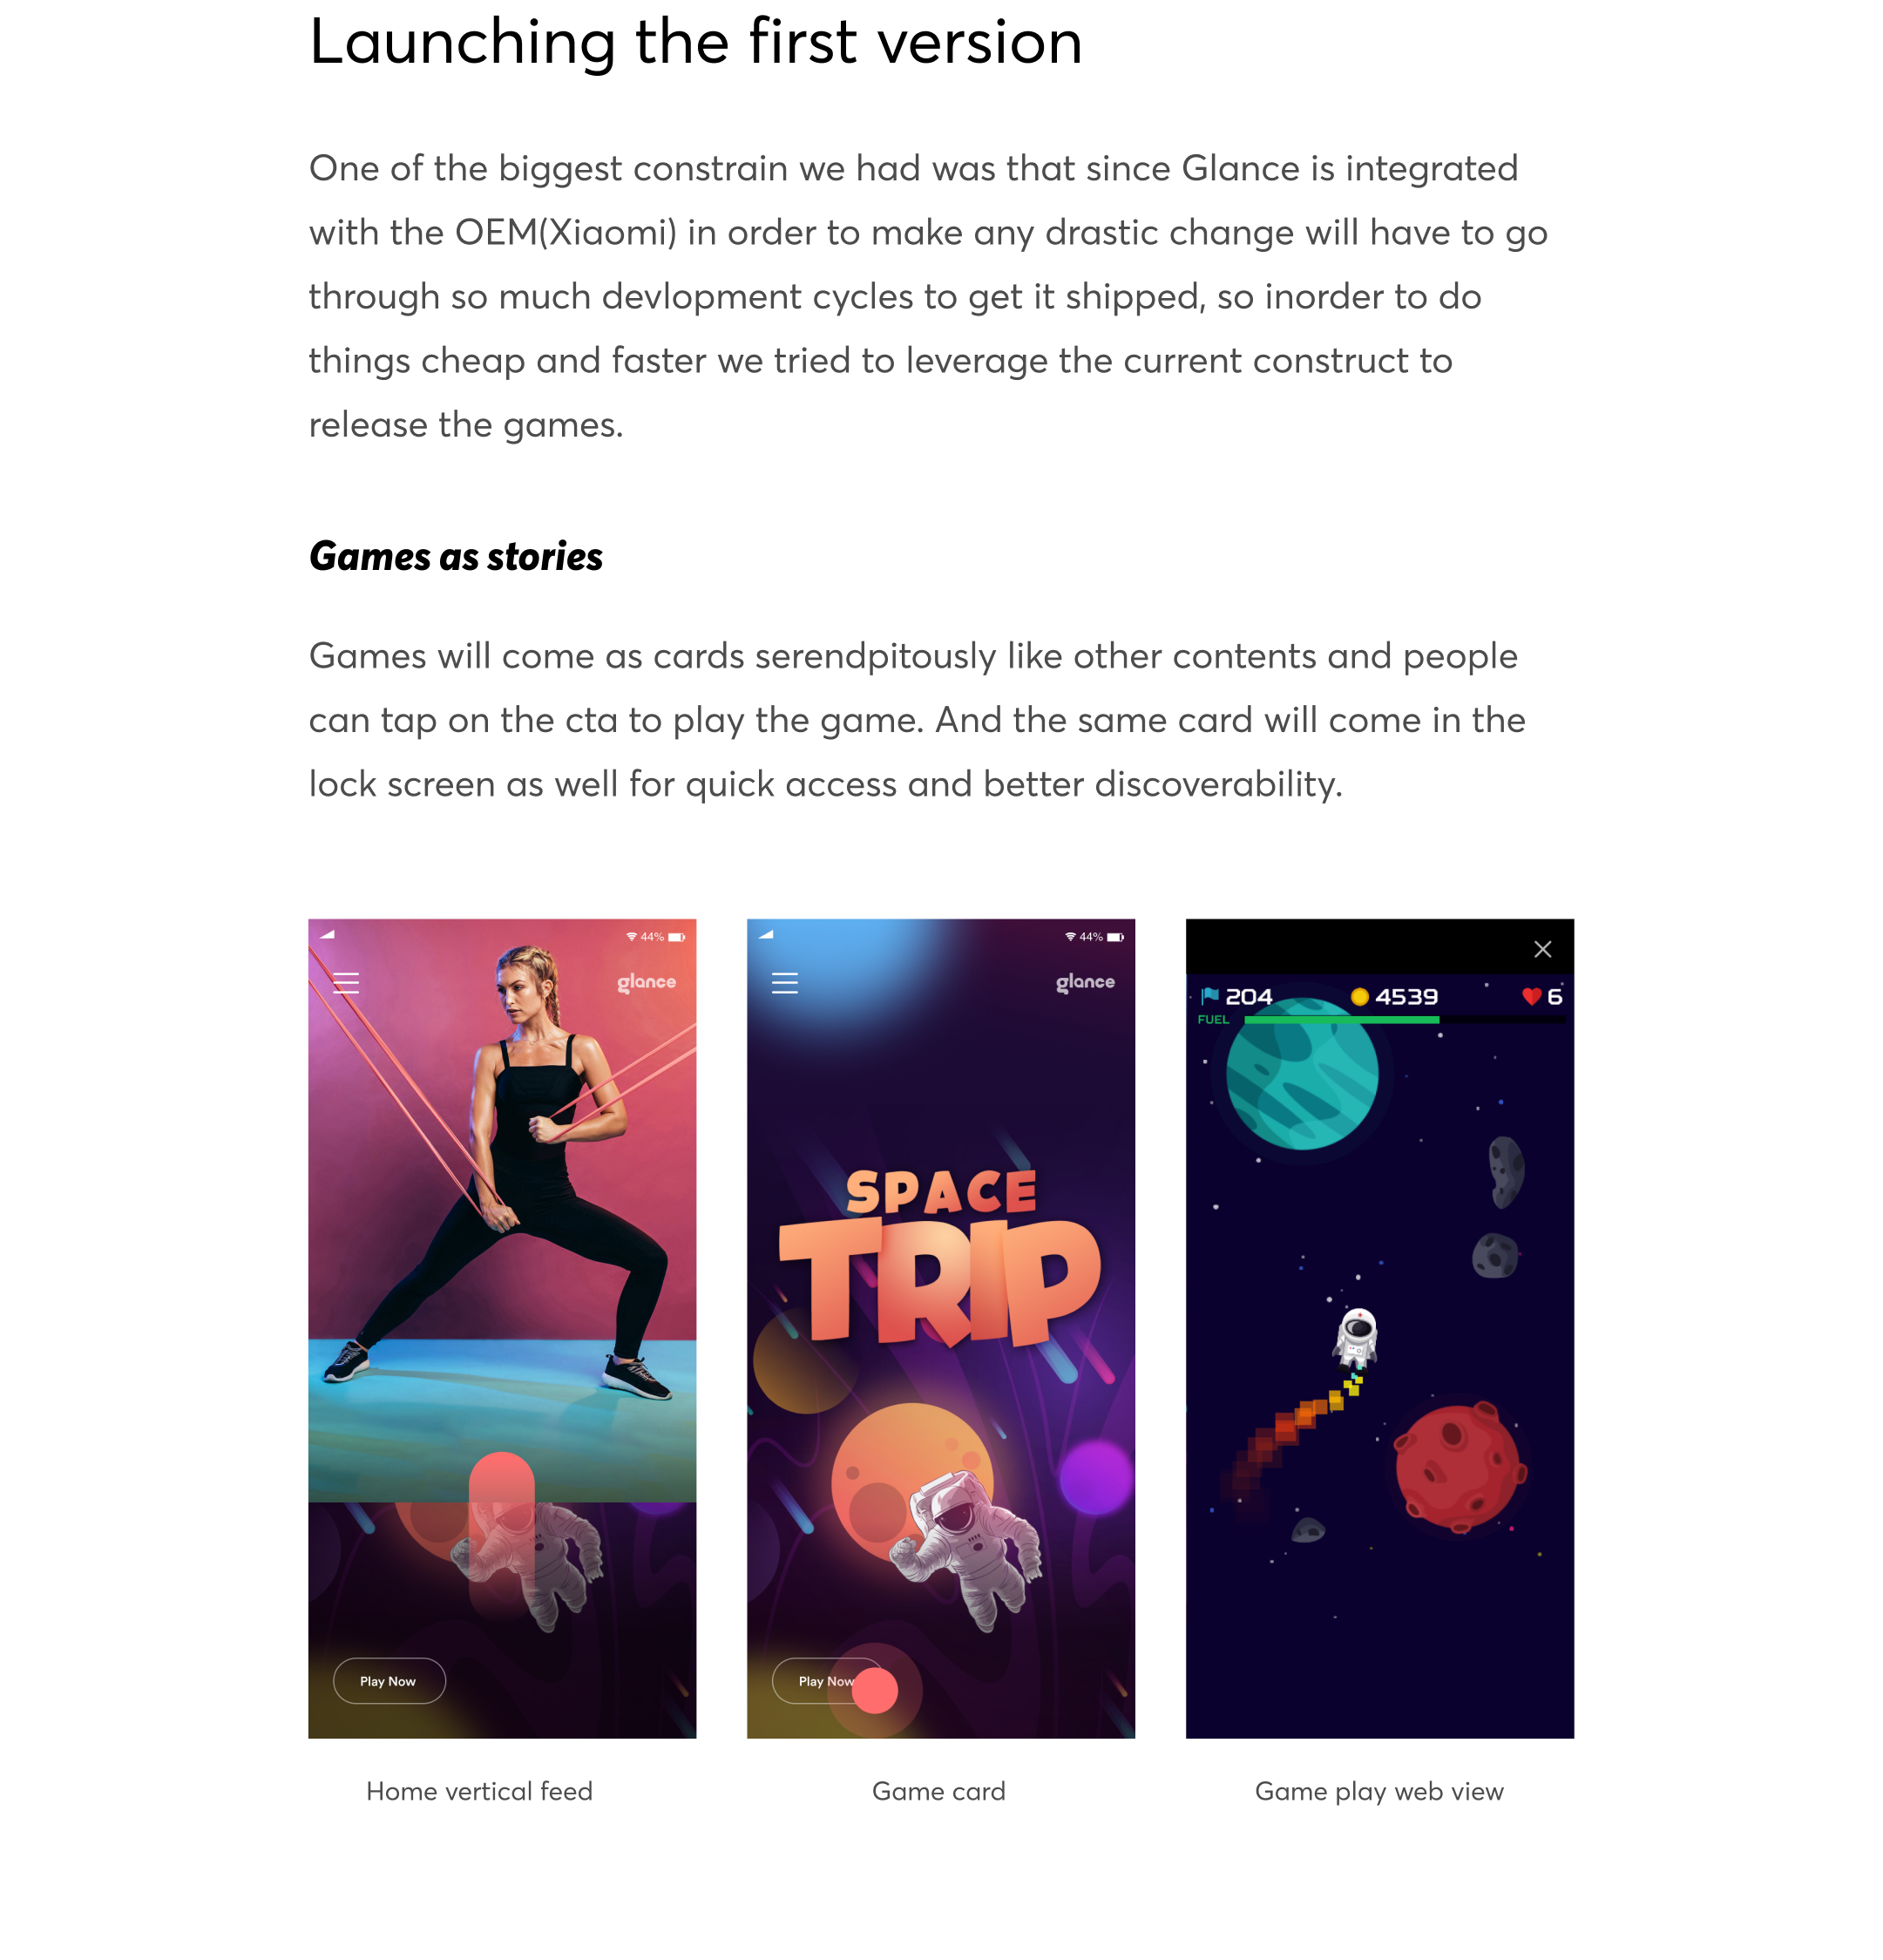 Launching the first version
One of the biggest constrain we had was that since Glance is integrated
with the OEM(Xiaomi) in order to make any drastic change will have to go
through so much devlopment cycles to get it shipped, so inorder to do
things cheap and faster we tried to leverage the current construct to
release the games.
Games as stories
Games will come as cards serendpitously like other contents and people
can tap on the cta to play the game. And the same card will come in the
lock screen as well for quick access and better discoverability.
44%
glance
Play Now
44%
glance
SPACE
TRIP
Play Now
204 4539 6
FUEL
Home vertical feed
Game card
Game play web view